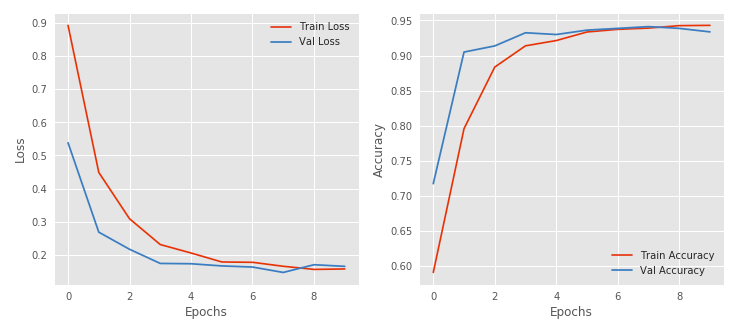 0.9
0.8
0.7
0.6
0.5
0.4
0.3
0.2
Loss
0 2 4 6 8
Epochs
Train Loss
Val Loss
0.95
0.90
0.85
0.80
0.75
0.70
0.65
0.60
Accuracy
0 2 4 6 8
Epochs
Train Accuracy
Val Accuracy